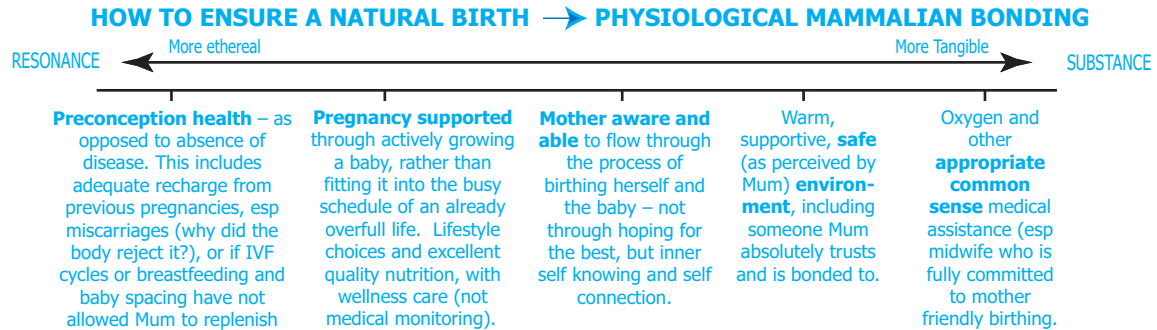 HOW TO ENSURE A NATURAL BIRTH → PHYSIOLOGICAL MAMMALIAN BONDING
More ethereal
More Tangible
RESONANCE
SUBSTANCE
Preconception health – as
opposed to absence of
disease. This includes
adequate recharge from
previous pregnancies, esp
miscarriages (why did the
body reject it?), or if IVF
cycles or breastfeeding and
baby spacing have not
allowed Mum to replenish
Pregnancy supported
through actively growing
a baby, rather than
fitting it into the busy
schedule of an already
overfull life. Lifestyle
choices and excellent
quality nutrition, with
wellness care (not
medical monitoring).
Mother aware and
able to flow through
the process of
birthing herself and
the baby – not
through hoping for
the best, but inner
self knowing and self
connection.
Warm,
supportive, safe
(as perceived by
Mum) environ-
ment, including
someone Mum
absolutely trusts
and is bonded to.
Oxygen and
other
appropriate
common
sense medical
assistance (esp
midwife who is
fully committed
to mother
friendly birthing.